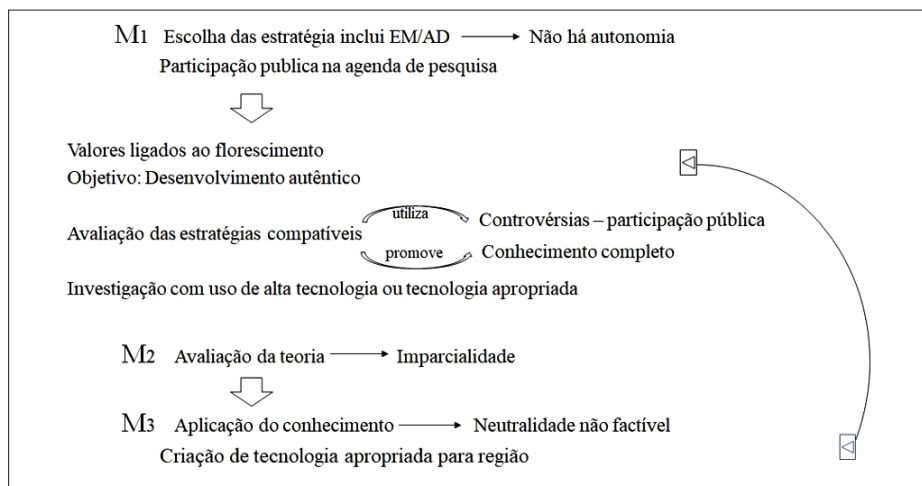 M1 Escolha das estratégia inclui EM/AD Não há autonomia
Participação publica na agenda de pesquisa
Valores ligados ao florescimento
Objetivo: Desenvolvimento autêntico
utiliza
Controvérsias – participação pública
Avaliação das estratégias compatíveis
promove
Conhecimento completo
Investigação com uso de alta tecnologia ou tecnologia apropriada
M2 Avaliação da teoria Imparcialidade
M3 Aplicação do conhecimento Neutralidade não factível
Criação de tecnologia apropriada para região